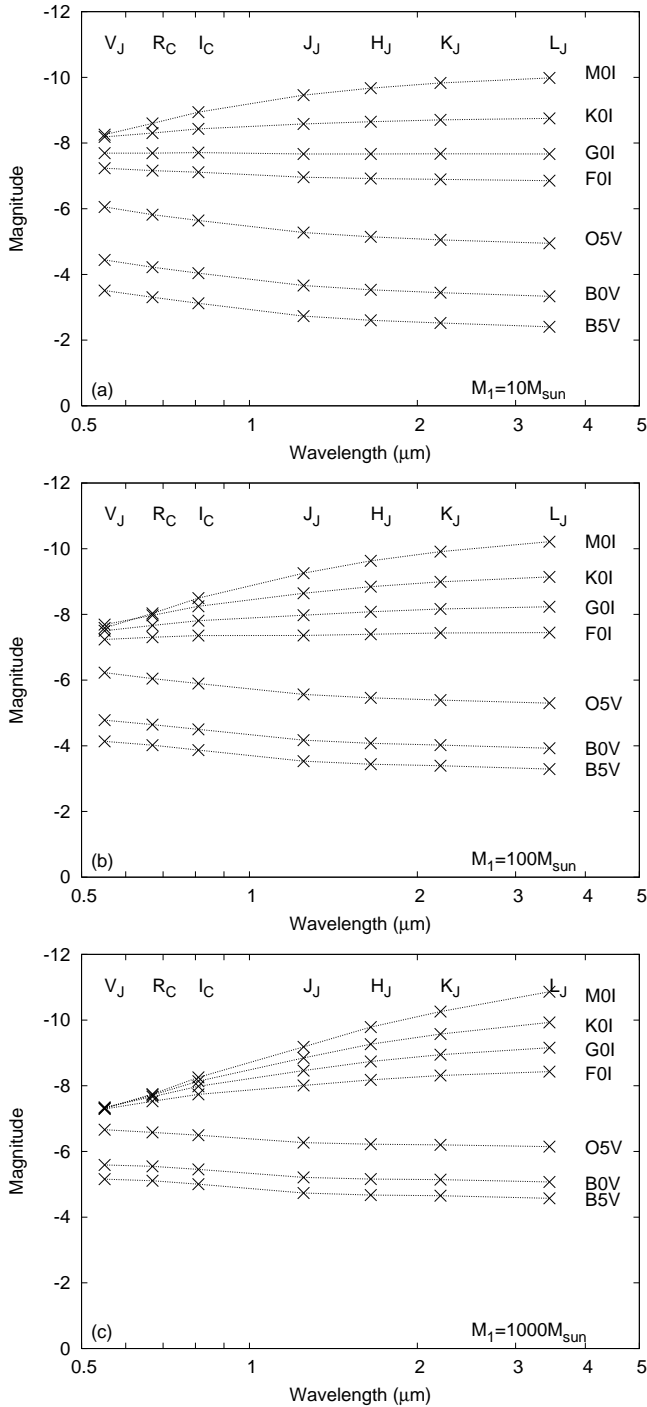 -12
V_J R_C I_C J_J H_J K_J L_J
M0I
-10
K0I
-8
G0I
F0I
Magnitude
-6
O5V
-4
B0V
B5V
-2
(a) M_1=10M_sun
0
0.5 1 2 3 4 5
Wavelength (μm)
-12
V_J R_C I_C J_J H_J K_J L_J
M0I
-10
K0I
G0I
-8
F0I
Magnitude
-6
O5V
-4
B0V
B5V
-2
(b) M_1=100M_sun
0
0.5 1 2 3 4 5
Wavelength (μm)
-12
V_J R_C I_C J_J H_J K_J L_J
M0I
-10
K0I
G0I
F0I
-8
Magnitude
-6
O5V
B0V
B5V
-4
-2
(c) M_1=1000M_sun
0
0.5 1 2 3 4 5
Wavelength (μm)